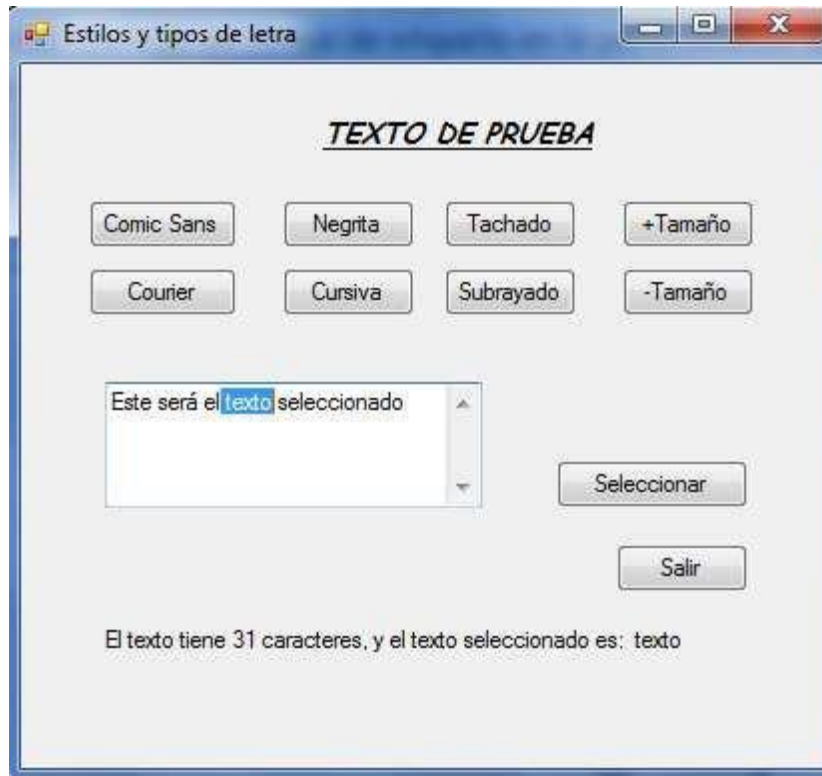 Estilos y tipos de letra
TEXTO DE PRUEBA
Comic Sans Negrita Tachado +Tamaño
Courier Cursiva Subrayado -Tamaño
Este será el texto seleccionado
Seleccionar
Salir
El texto tiene 31 caracteres, y el texto seleccionado es: texto